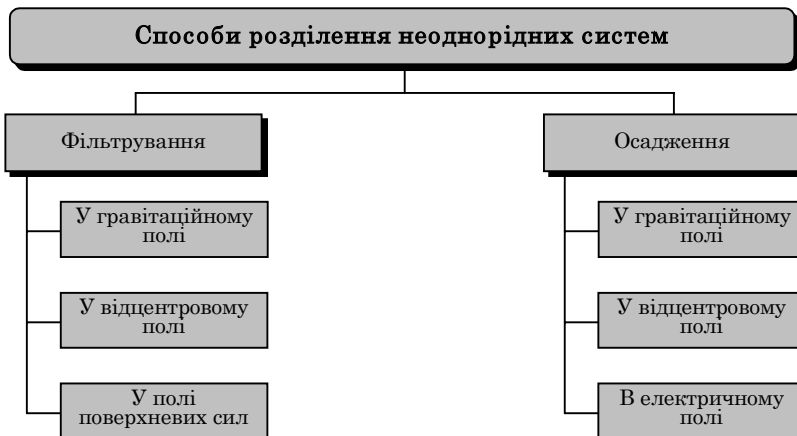 Способи розділення неоднорідних систем
Фільтрування
У гравітаційному
полі
У відцентровому
полі
У полі
поверхневих сил
Осадження
У гравітаційному
полі
У відцентровому
полі
В електричному
полі